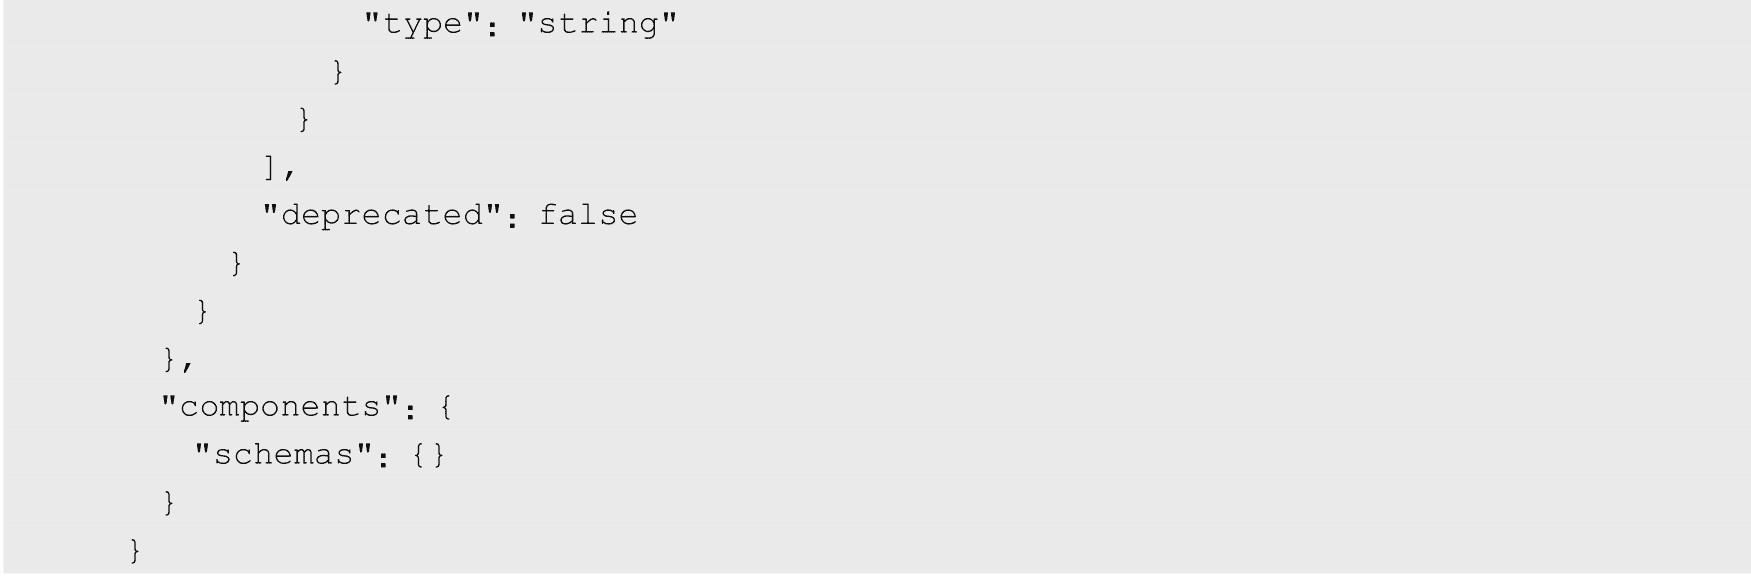 "type": "string"
}
}
],
"deprecated": false
}
}
},
"components": {
"schemas": {}
}
}